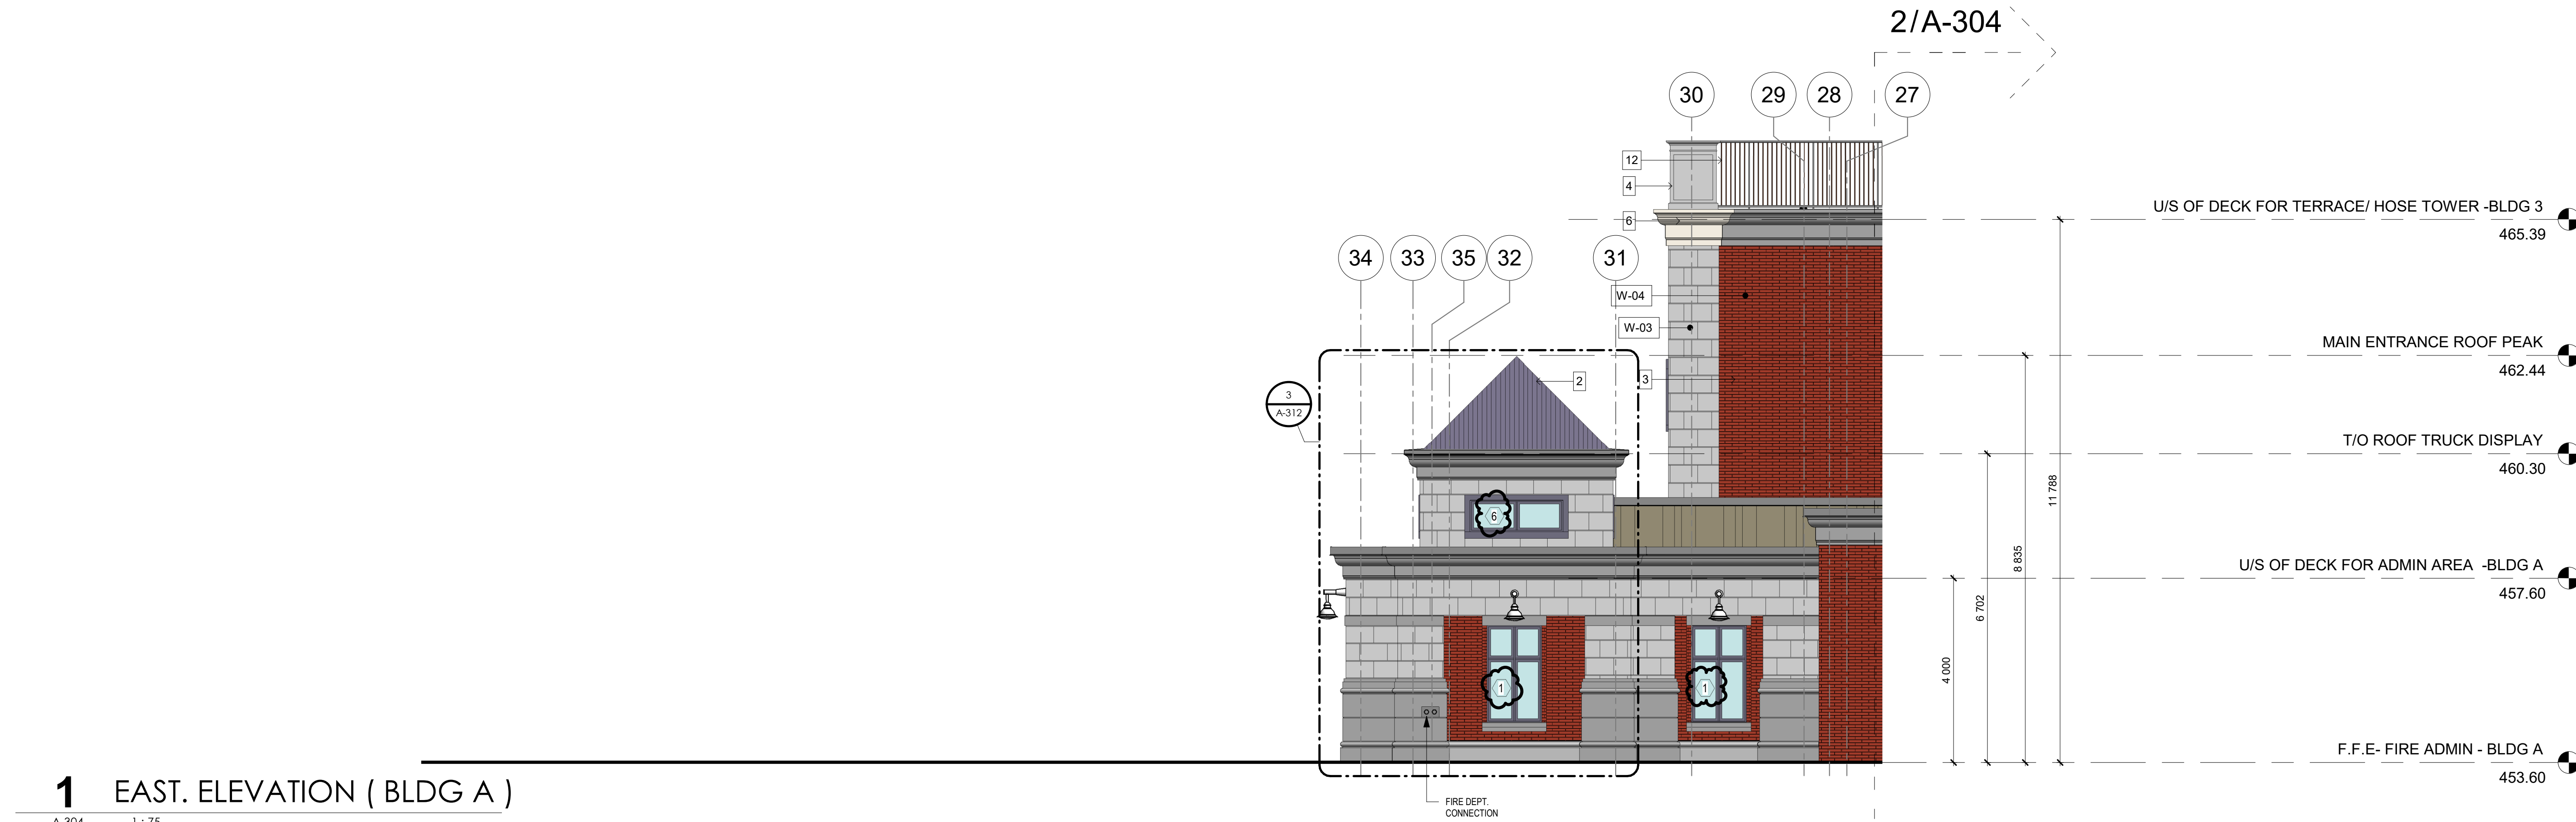 2/A-304
30
29
28
27
12
4
6
U/S OF DECK FOR TERRACE/ HOSE TOWER -BLDG 3
465.39
34
33
35
32
31
W-04
W-03
MAIN ENTRANCE ROOF PEAK
462.44
2
3
3
A-312
T/O ROOF TRUCK DISPLAY
460.30
11 788
6
8 835
U/S OF DECK FOR ADMIN AREA -BLDG A
457.60
6 702
4 000
1
1
F.F.E- FIRE ADMIN - BLDG A
453.60
1 EAST. ELEVATION ( BLDG A )
A-304 1 : 75
FIRE DEPT.
CONNECTION